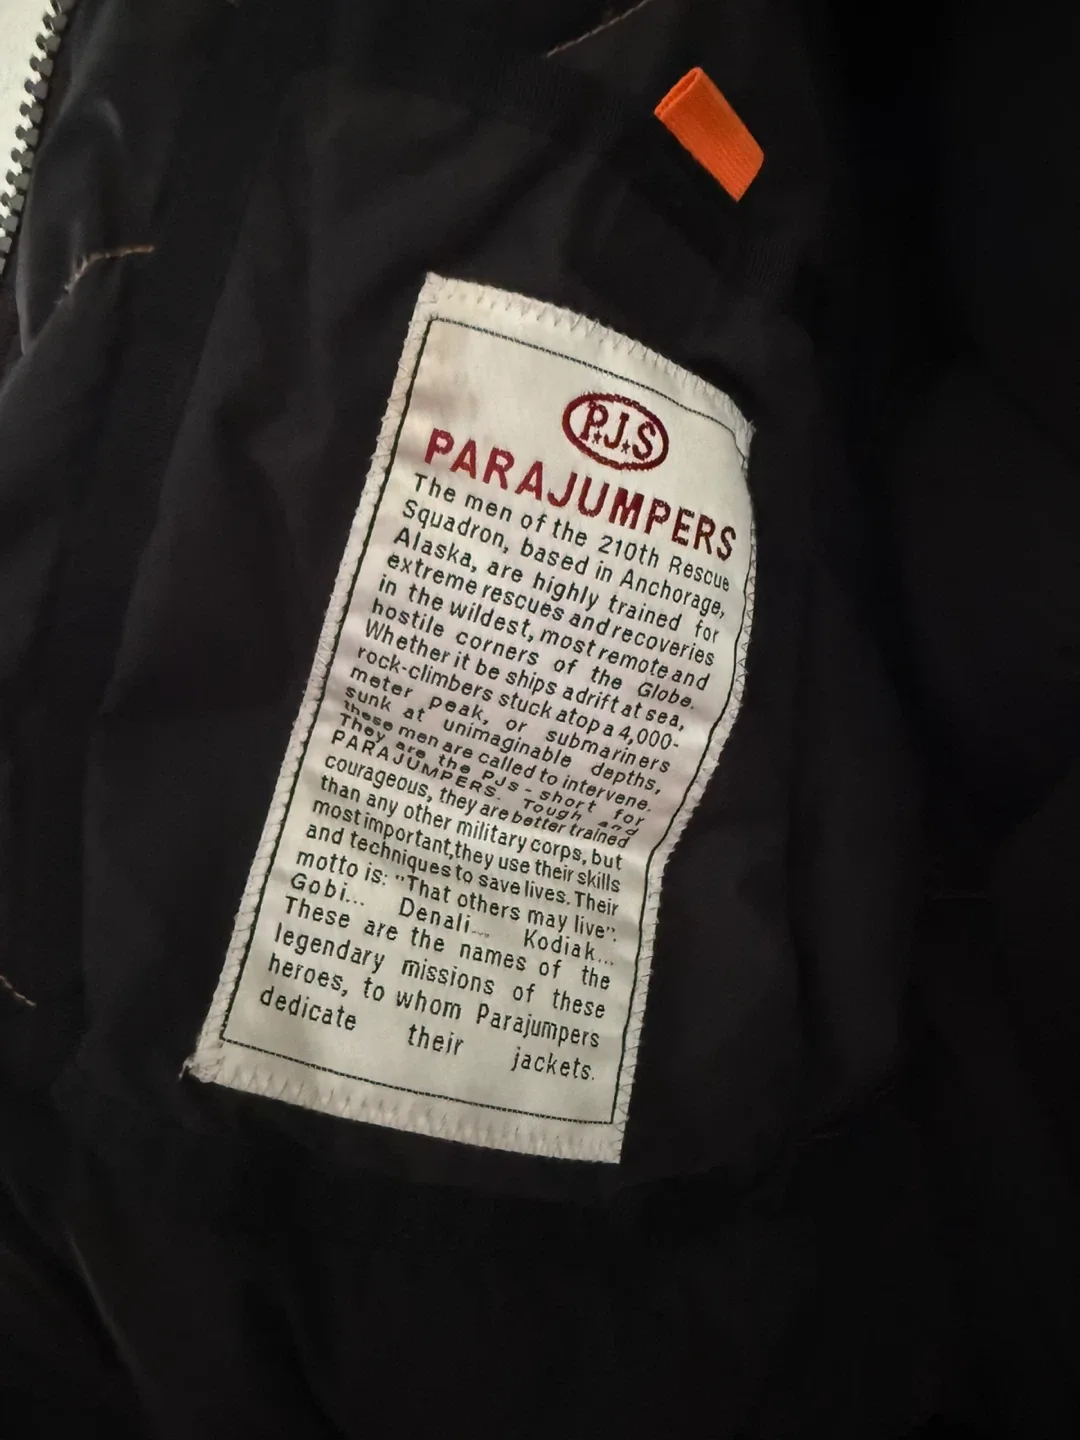 P.J.S
PARAJUMPERS
The men of the 210th Rescue
Squadron, based in Anchorage,
Alaska, are highly trained for
extreme rescues and recoveries
in the wildest, most remote and
hostile corners of the Globe.
Whether it be ships adrift at sea,
rock-climbers stuck atop a 4,000-
meter peak, or submariners
sunk at unimaginable depths,
these men are called to intervene.
They are the PJs - short for
PARAJUMPERS. Tough and
courageous, they are better trained
than any other military corps, but
most important,they use their skills
and techniques to save lives. Their
motto is: "That others may live".
Gobi... Denali... Kodiak...
These are the names of the
legendary missions of these
heroes, to whom Parajumpers
dedicate their jackets.